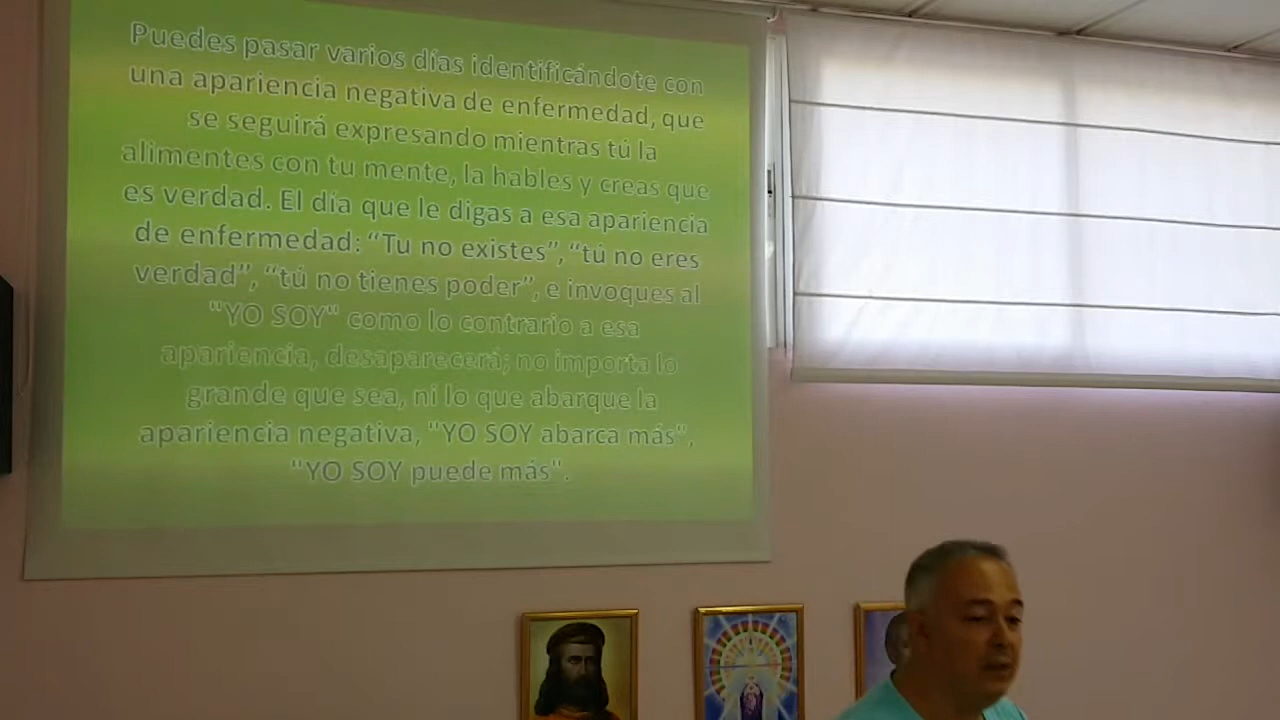 Puedes pasar varios días identificándote con
una apariencia negativa de enfermedad, que
se seguirá expresando mientras tú la
alimentes con tu mente, la hables y creas que
es verdad. El día que le digas a esa apariencia
de enfermedad: “Tu no existes”, “tú no eres
verdad”, “tú no tienes poder”, e invoques al
"YO SOY" como lo contrario a esa
apariencia, desaparecerá; no importa lo
grande que sea, ni lo que abarque la
apariencia negativa, "YO SOY abarca más",
"YO SOY puede más".